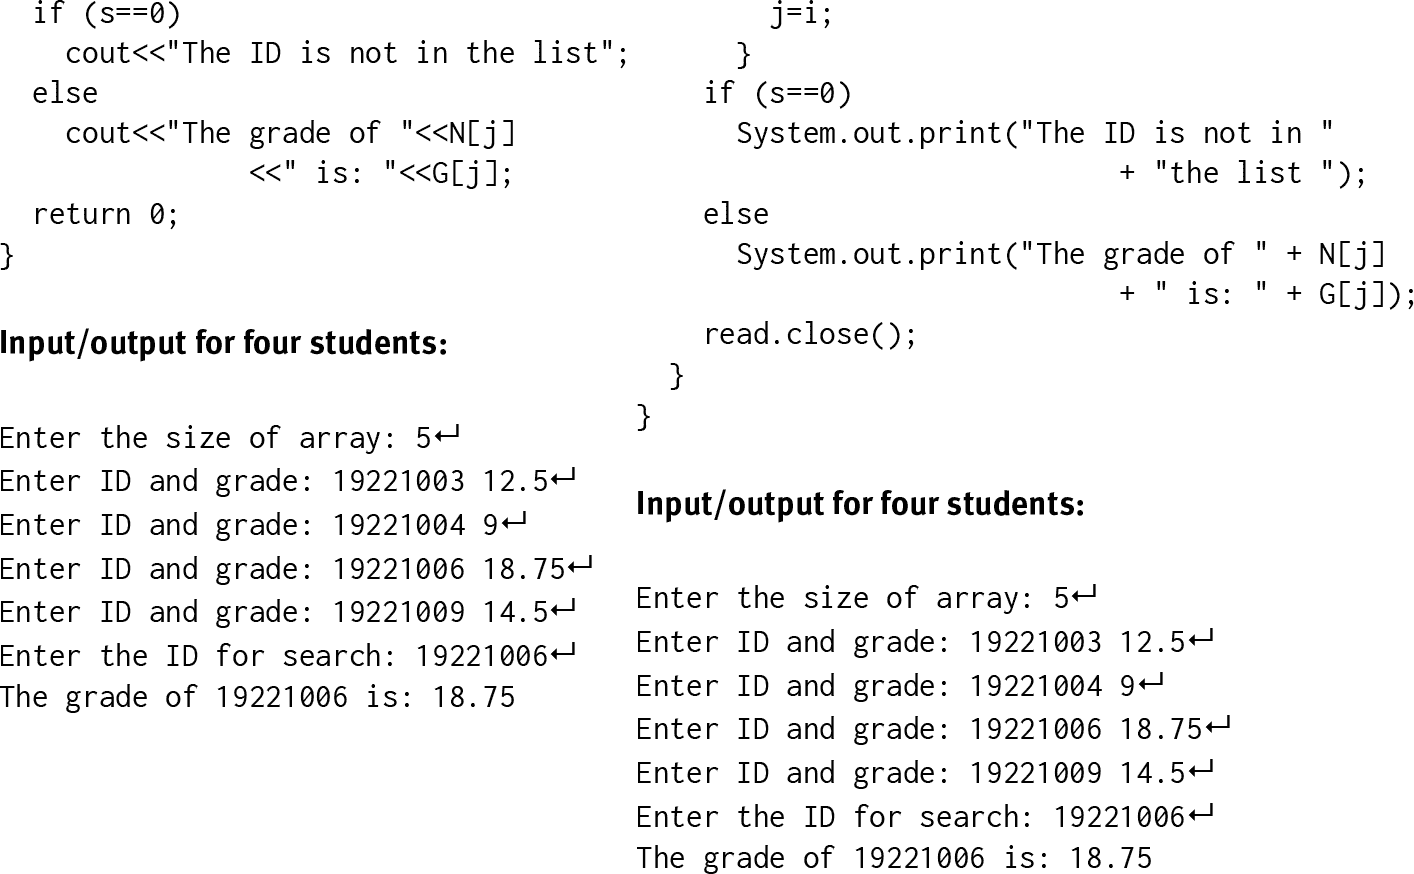 if (s==0)
cout<<"The ID is not in the list";
else
cout<<"The grade of "<<N[j]
<<" is: "<<G[j];
return 0;
}
Input/output for four students:
Enter the size of array: 5↵
Enter ID and grade: 19221003 12.5↵
Enter ID and grade: 19221004 9↵
Enter ID and grade: 19221006 18.75↵
Enter ID and grade: 19221009 14.5↵
Enter the ID for search: 19221006↵
The grade of 19221006 is: 18.75
j=i;
}
if (s==0)
System.out.print("The ID is not in "
+ "the list ");
else
System.out.print("The grade of " + N[j]
+ " is: " + G[j]);
read.close();
}
}
Input/output for four students:
Enter the size of array: 5↵
Enter ID and grade: 19221003 12.5↵
Enter ID and grade: 19221004 9↵
Enter ID and grade: 19221006 18.75↵
Enter ID and grade: 19221009 14.5↵
Enter the ID for search: 19221006↵
The grade of 19221006 is: 18.75